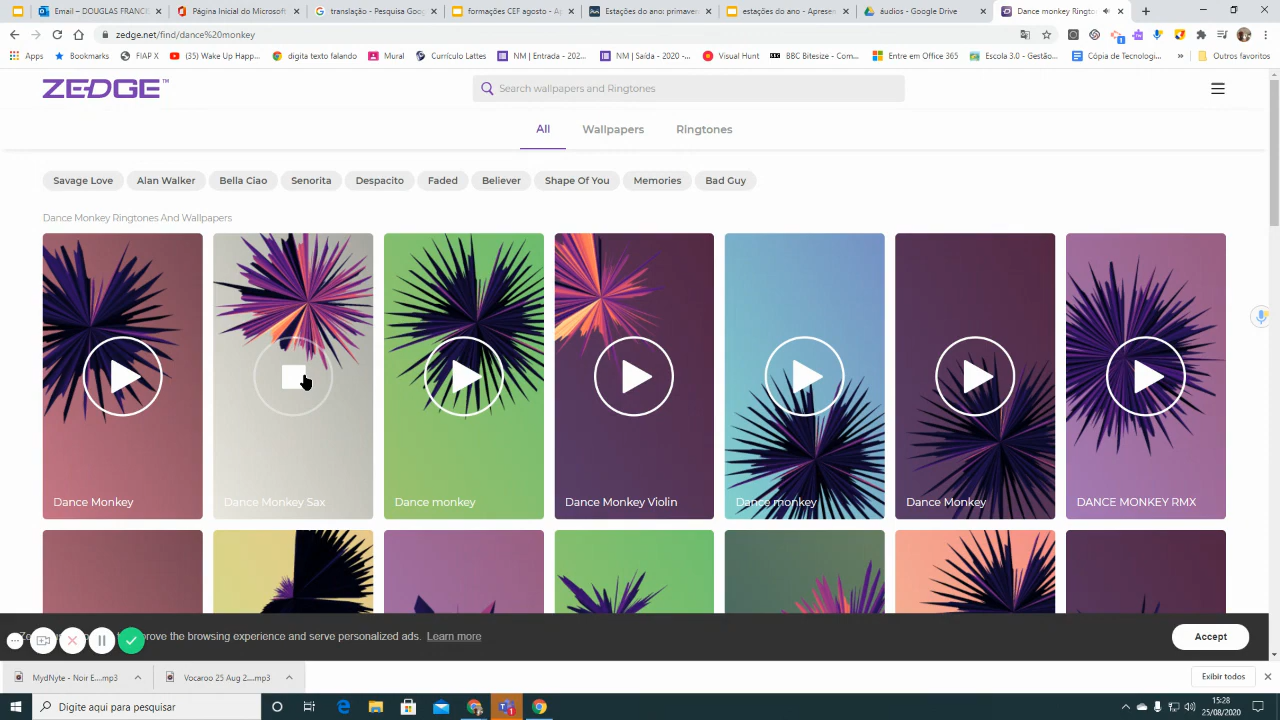 Email – DOUGLAS FRANCI
Página Inicial do Microsoft
translação - Pesquisa Goog
formações CEF agosto - Ap
Estações do ano: primaver
estações do ano - Aprese
áudios - Google Drive
Dance monkey Ringto
zedge.net/find/dance%20monkey
Apps
Bookmarks
FIAP X
(35) Wake Up Happ...
digita texto falando
Mural
Currículo Lattes
NM | Entrada - 202...
NM | Saída - 2020...
Visual Hunt
BBC Bitesize - Com...
Entre em Office 365
Escola 3.0 - Gestão...
Cópia de Tecnologi...
Outros favoritos
ZEDGE™
Search wallpapers and Ringtones
All
Wallpapers
Ringtones
Savage Love
Alan Walker
Bella Ciao
Senorita
Despacito
Faded
Believer
Shape Of You
Memories
Bad Guy
Dance Monkey Ringtones And Wallpapers
Dance Monkey
Dance Monkey Sax
Dance monkey
Dance Monkey Violin
Dance monkey
Dance Monkey
DANCE MONKEY RMX
prove the browsing experience and serve personalized ads. Learn more
Accept
MydNyte - Noir E....mp3
Vocaroo 25 Aug 2....mp3
Exibir todos
Digite aqui para pesquisar
15:28
25/08/2020